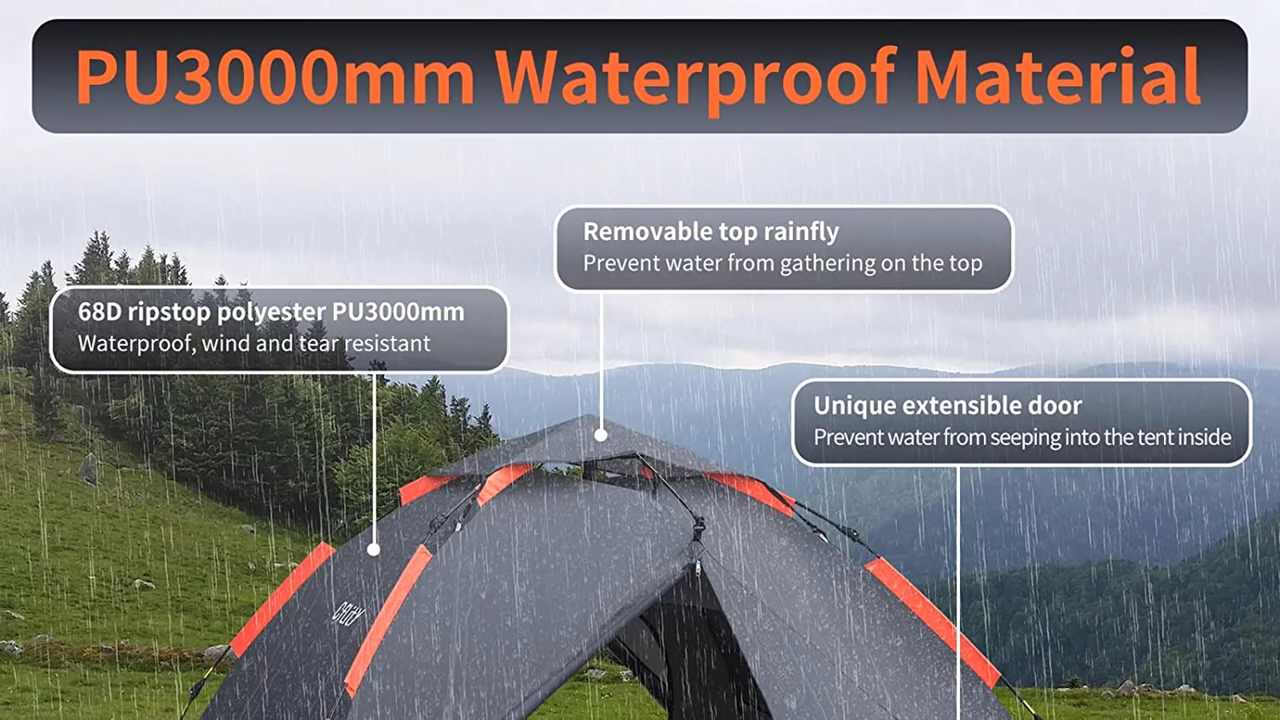 PU3000mm Waterproof Material
Removable top rainfly
Prevent water from gathering on the top
68D ripstop polyester PU3000mm
Waterproof, wind and tear resistant
Unique extensible door
Prevent water from seeping into the tent inside